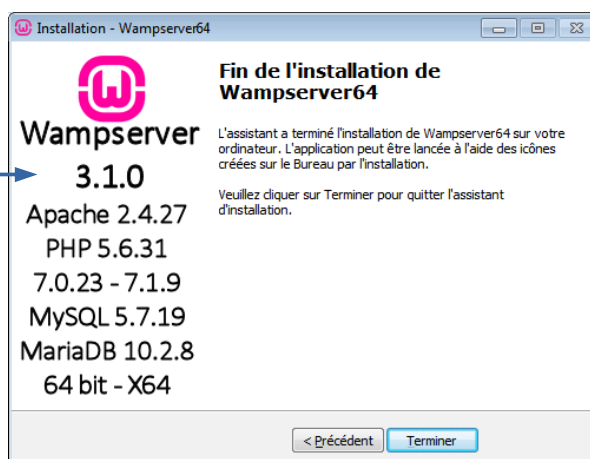 Installation - Wampserver64
Wampserver
3.1.0
Apache 2.4.27
PHP 5.6.31
7.0.23 - 7.1.9
MySQL 5.7.19
MariaDB 10.2.8
64 bit - X64
Fin de l'installation de
Wampserver64
L'assistant a terminé l'installation de Wampserver64 sur votre
ordinateur. L'application peut être lancée à l'aide des icônes
créées sur le Bureau par l'installation.
Veuillez cliquer sur Terminer pour quitter l'assistant
d'installation.
< Précédent
Terminer